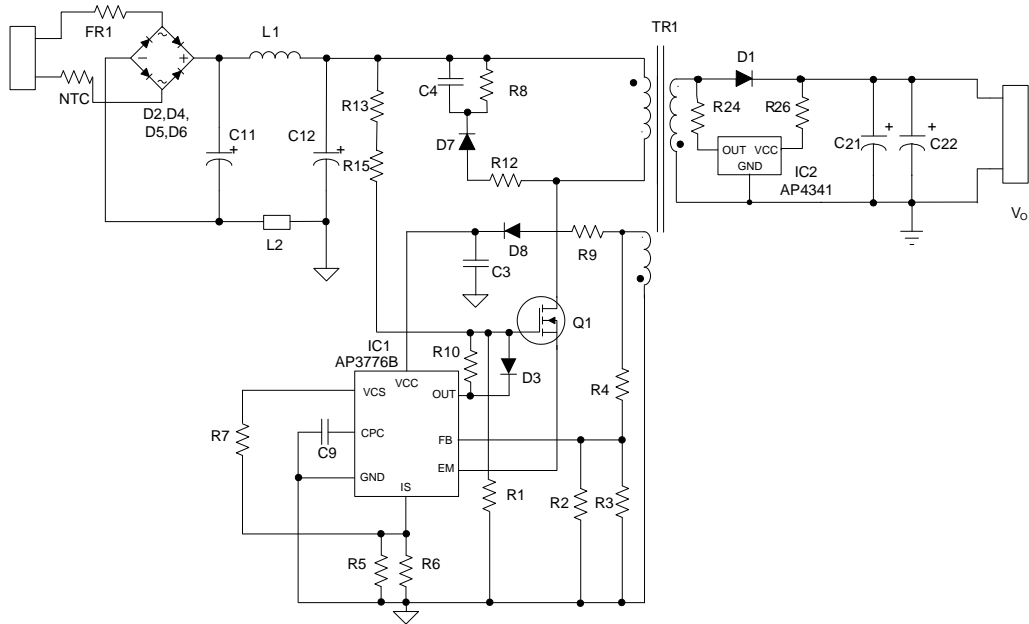 TR1
FR1
L1
D1
NTC
D2,D4,
D5,D6
C11
C12
R13
C4
R8
R24
R26
D7
R15
R12
OUT VCC
GND
IC2
AP4341
C21
C22
L2
VO
D8
R9
C3
Q1
IC1
AP3776B
R10
D3
VCC
VCS
OUT
R4
R7
CPC
C9
FB
EM
GND
IS
R1
R2
R3
R5
R6
~
~
-
+
+
+
+
+